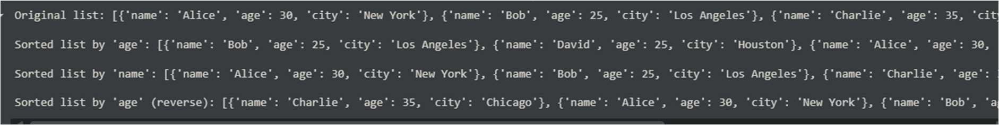 Original list: [{'name': 'Alice', 'age': 30, 'city': 'New York'}, {'name': 'Bob', 'age': 25, 'city': 'Los Angeles'}, {'name': 'Charlie', 'age': 35, 'city
Sorted list by 'age': [{'name': 'Bob', 'age': 25, 'city': 'Los Angeles'}, {'name': 'David', 'age': 25, 'city': 'Houston'}, {'name': 'Alice', 'age': 30,
Sorted list by 'name': [{'name': 'Alice', 'age': 30, 'city': 'New York'}, {'name': 'Bob', 'age': 25, 'city': 'Los Angeles'}, {'name': 'Charlie', 'age':
Sorted list by 'age' (reverse): [{'name': 'Charlie', 'age': 35, 'city': 'Chicago'}, {'name': 'Alice', 'age': 30, 'city': 'New York'}, {'name': 'Bob',